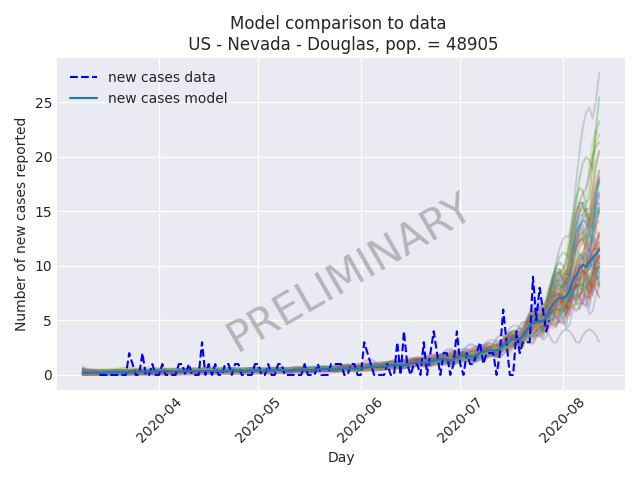 Model comparison to data
US - Nevada - Douglas, pop. = 48905
new cases data
new cases model
Number of new cases reported
25
20
15
10
5
0
PRELIMINARY
2020-04
2020-05
2020-06
2020-07
2020-08
Day